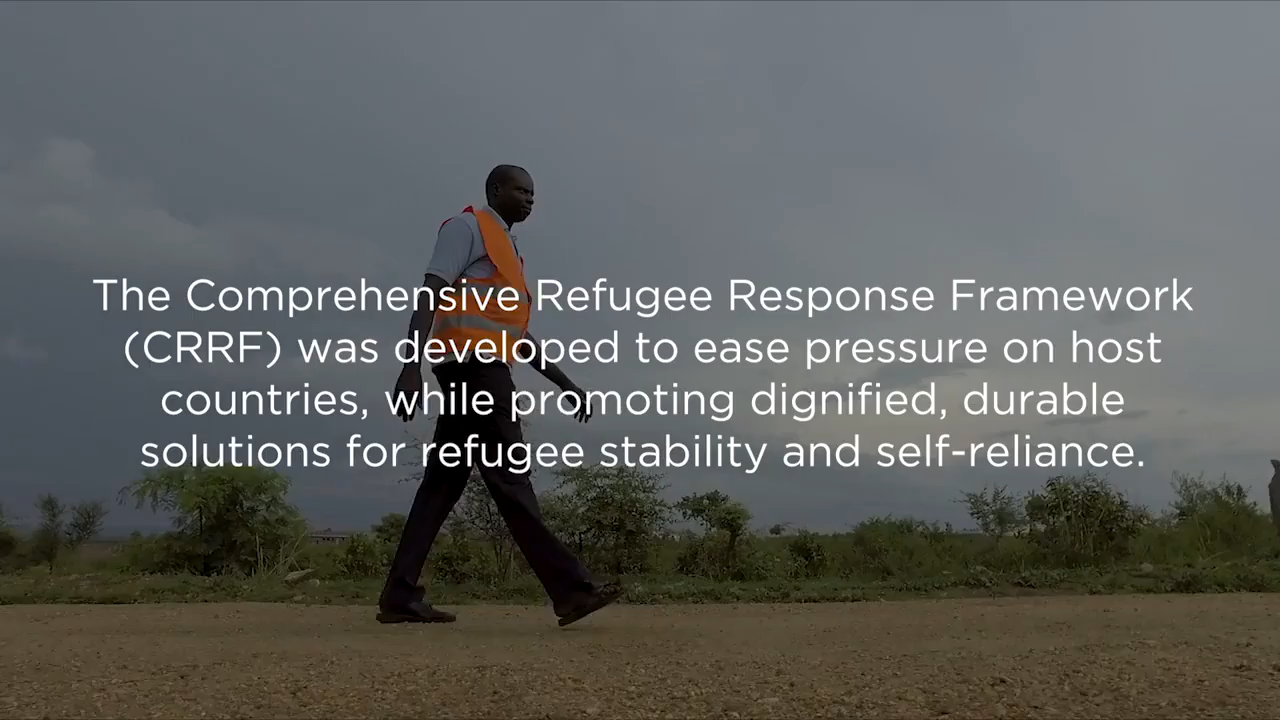 The Comprehensive Refugee Response Framework
(CRRF) was developed to ease pressure on host
countries, while promoting dignified, durable
solutions for refugee stability and self-reliance.